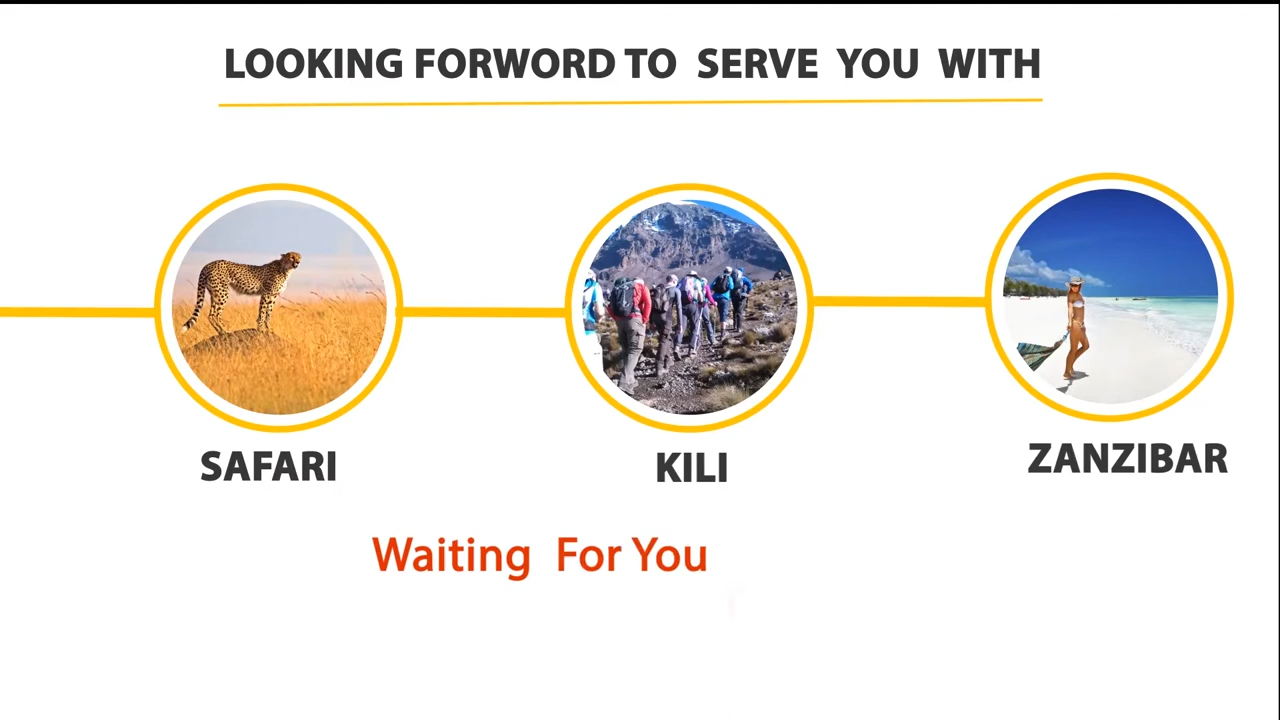 LOOKING FORWORD TO SERVE YOU WITH
SAFARI
KILI
ZANZIBAR
Waiting For You